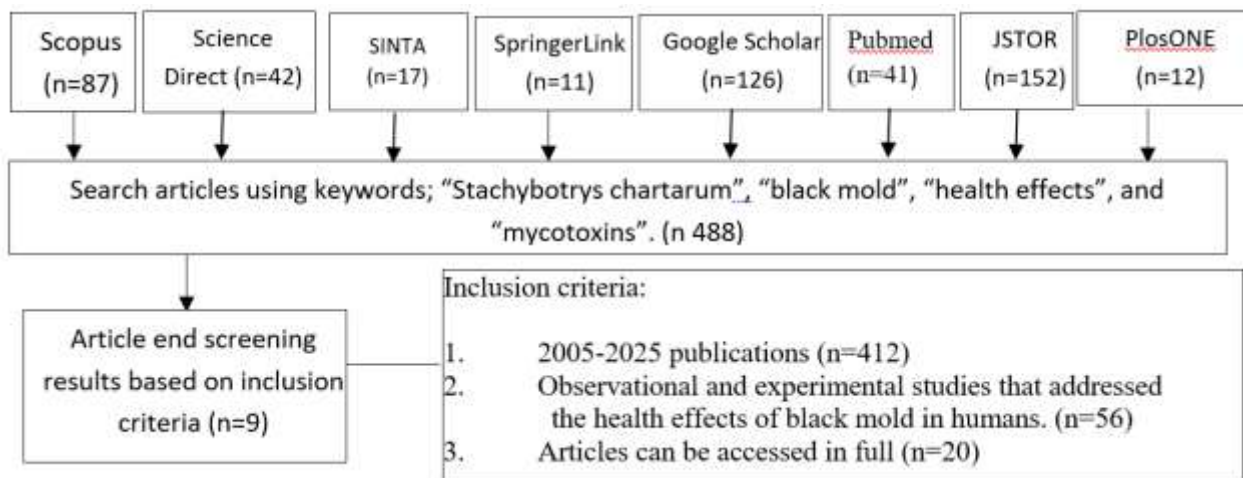 Scopus
(n=87)
Science
Direct (n=42)
SINTA
(n=17)
SpringerLink
(n=11)
Google Scholar
(n=126)
Pubmed
(n=41)
JSTOR
(n=152)
PlosONE
(n=12)
Search articles using keywords; “Stachybotrys chartarum”, “black mold”, “health effects”, and
“mycotoxins”. (n 488)
Article end screening
results based on inclusion
criteria (n=9)
Inclusion criteria:
1. 2005-2025 publications (n=412)
2. Observational and experimental studies that addressed
the health effects of black mold in humans. (n=56)
3. Articles can be accessed in full (n=20)